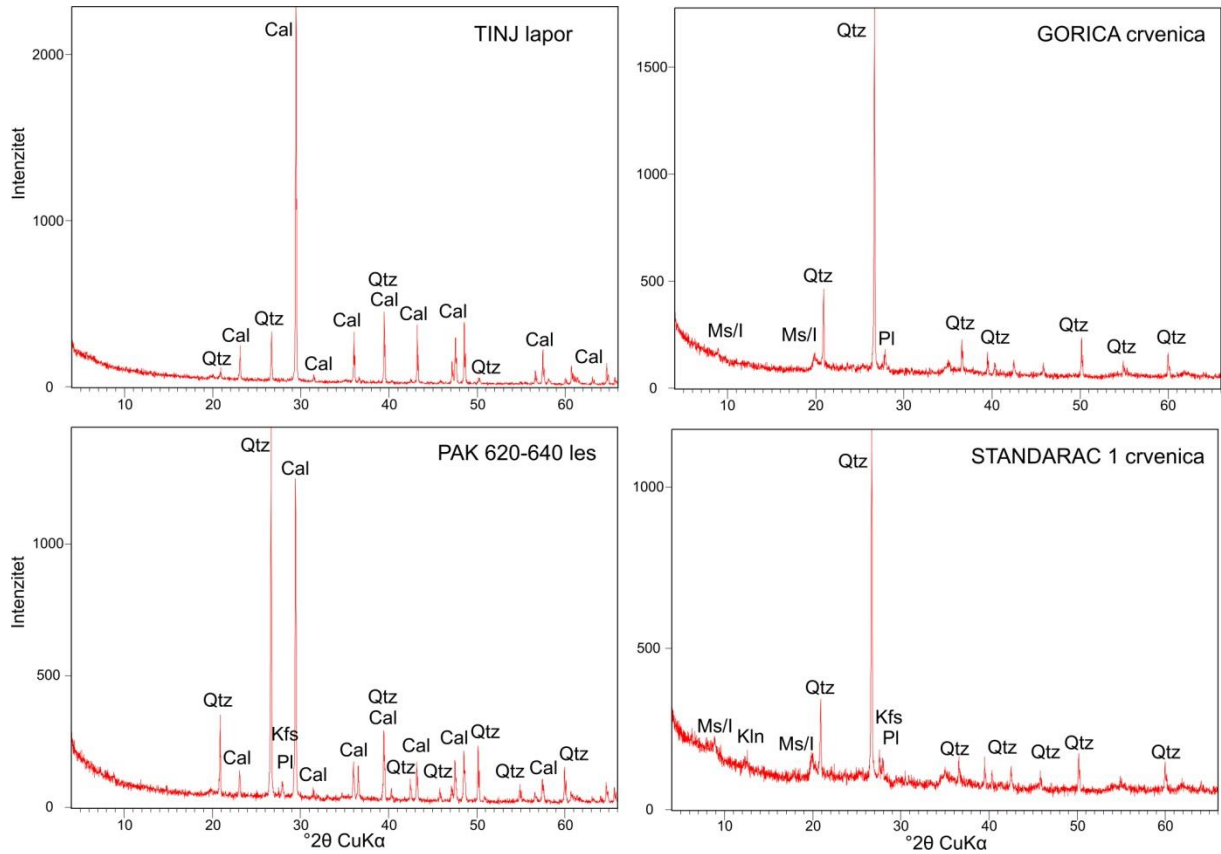 TINJ lapor
Intenzitet
2000
1000
0
10 20 30 40 50 60
Cal
Qtz
Cal
Qtz
Cal
Cal
Qtz
Cal
Cal
Cal
Qtz
Cal
Cal
GORICA crvenica
1500
1000
500
0
10 20 30 40 50 60
Qtz
Ms/I
Ms/I
Qtz
Pl
Qtz
Qtz
Qtz
Qtz
Qtz
PAK 620-640 les
Intenzitet
1000
500
0
10 20 30 40 50 60
°2θ CuKα
Qtz
Cal
Qtz
Cal
Kfs
Pl
Cal
Cal
Qtz
Cal
Qtz
Cal
Qtz
Cal
Qtz
Qtz
Cal
Qtz
STANDARAC 1 crvenica
1000
500
0
10 20 30 40 50 60
°2θ CuKα
Qtz
Ms/I
Kln
Ms/I
Qtz
Kfs
Pl
Qtz
Qtz
Qtz
Qtz
Qtz